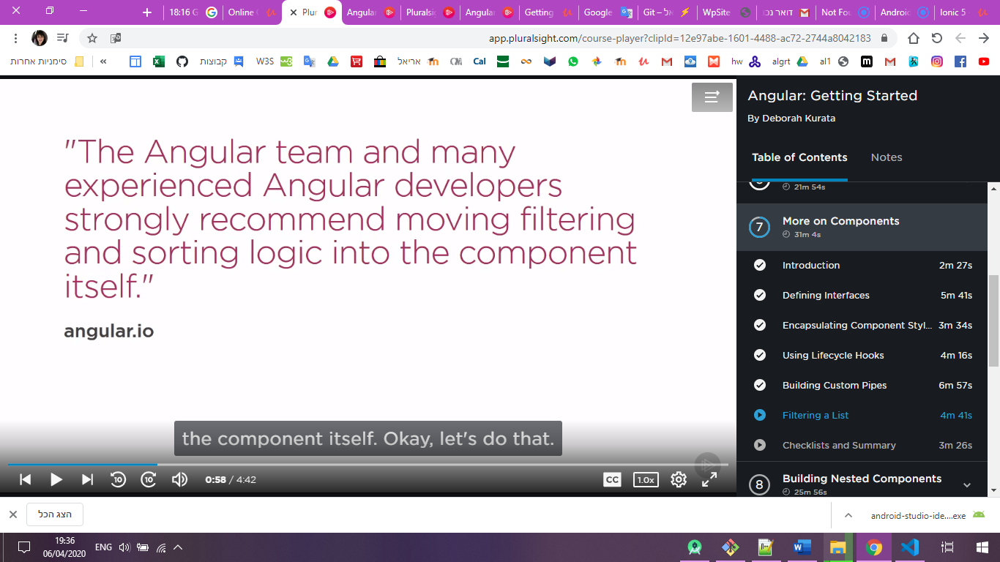 18:16 G
Online
Plur
Angular
Pluralsi
Angular
Getting
Google
Git – אל
WpSite
דואר נכנ
Not Fou
Android
Ionic 5
app.pluralsight.com/course-player?clipId=12e97abe-1601-4488-ac72-2744a8042183
סימניות אחרות
«
קבוצות
W3S
אריאל
Cal
hw
algrt
al1
"The Angular team and many
experienced Angular developers
strongly recommend moving filtering
and sorting logic into the component
itself."
angular.io
the component itself. Okay, let's do that.
10
10
0:58 / 4:42
CC
1.0x
Angular: Getting Started
By Deborah Kurata
Table of Contents
Notes
21m 54s
7
More on Components
31m 4s
Introduction 2m 27s
Defining Interfaces 5m 41s
Encapsulating Component Styl... 3m 34s
Using Lifecycle Hooks 4m 16s
Building Custom Pipes 6m 57s
Filtering a List 4m 41s
Checklists and Summary 3m 26s
8
Building Nested Components
25m 56s
הצג הכל
android-studio-ide....exe
19:36
06/04/2020
ENG